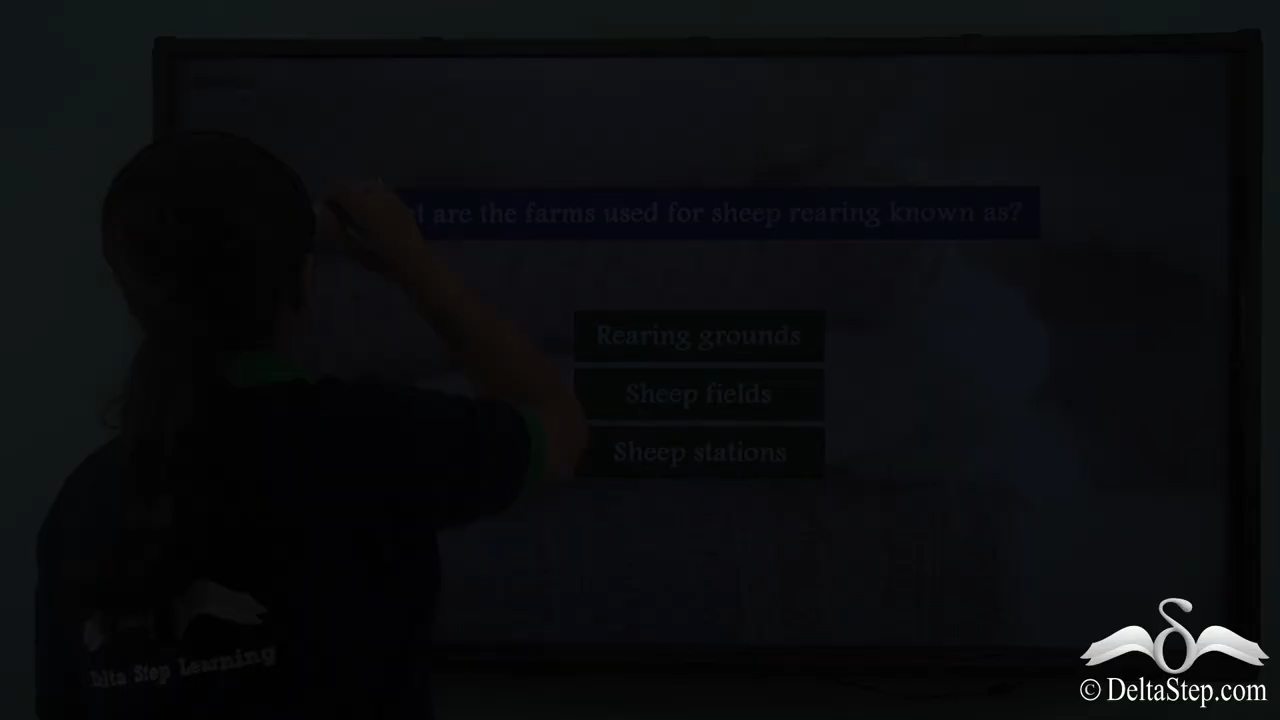 are the farms used for sheep rearing known as?
Rearing grounds
Sheep fields
Sheep stations
Delta Step Learning
© DeltaStep.com